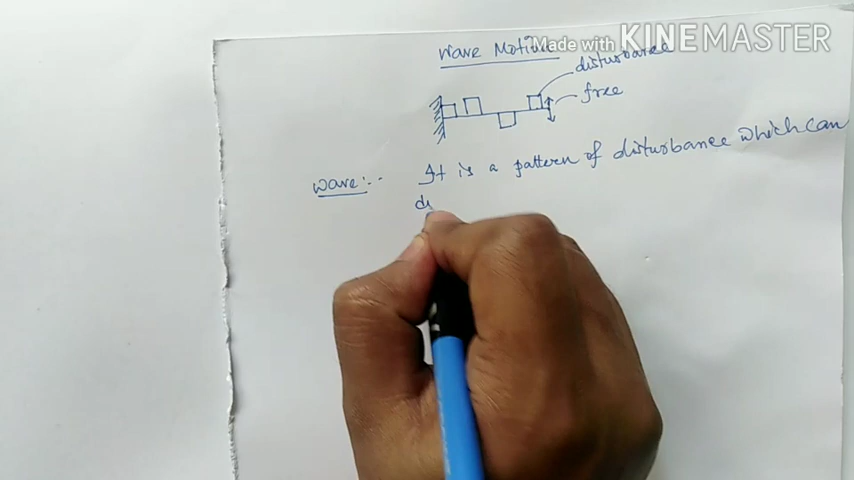 Made with KINEMASTER
Wave Motion
disturbance
free
Wave:-- It is a pattern of disturbance which can